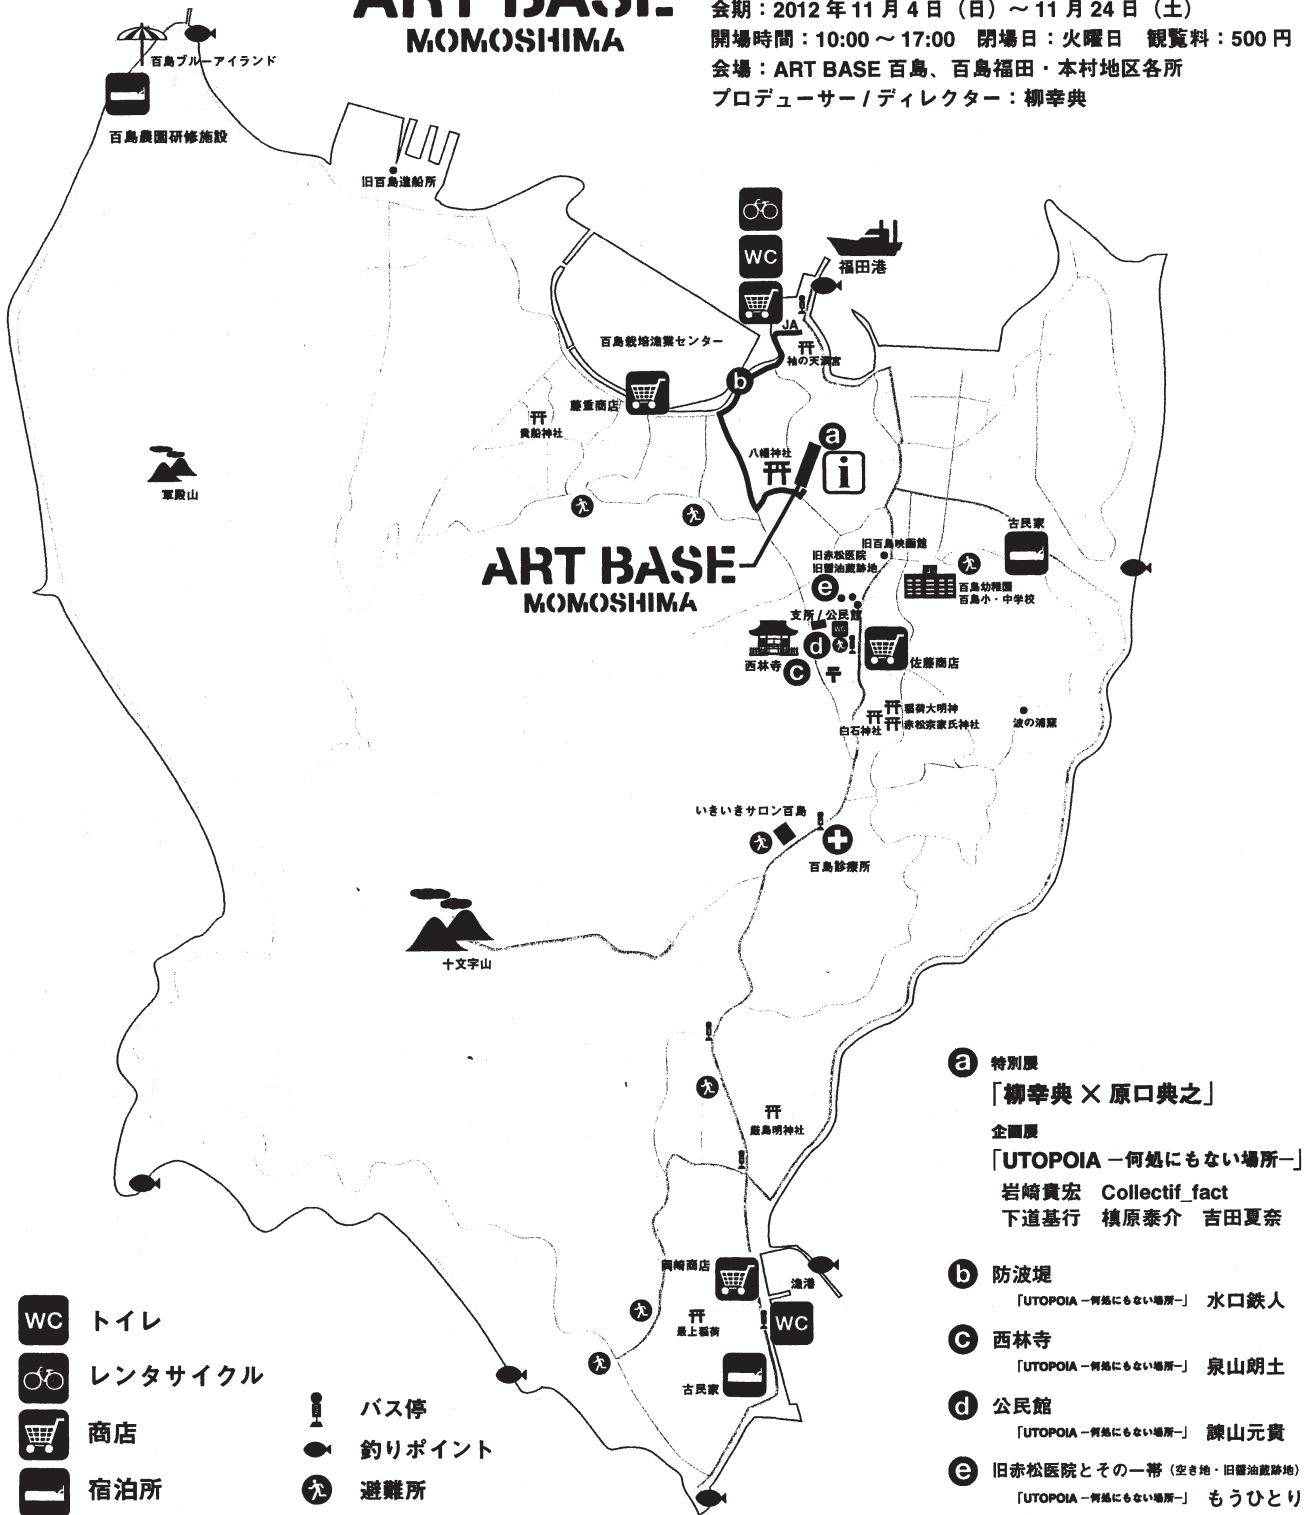 ART BASE
MOMOSHIMA
会期：2012 年 11 月 4 日（日）～ 11 月 24 日（土）
開場時間：10:00 ～ 17:00　閉場日：火曜日　観覧料：500 円
会場：ART BASE 百島、百島福田・本村地区各所
プロデューサー / ディレクター：柳幸典
百島ブルーアイランド
百島農園研修施設
旧百島造船所
WC
福田港
JA
袖の天満宮
百島栽培漁業センター
b
藤重商店
貴船神社
a
八幡神社
i
軍殿山
ART BASE
MOMOSHIMA
古民家
旧百島映画館
旧赤松医院
旧醤油蔵跡地
e
百島幼稚園
百島小・中学校
支所 / 公民館
WC
d
西林寺
c
〒
佐藤商店
稲荷大明神
白石神社
赤松宗家氏神社
波の浦窯
いきいきサロン百島
百島診療所
十文字山
厳島明神社
岡崎商店
漁港
最上稲荷
WC
古民家
WC トイレ
レンタサイクル
商店
宿泊所
バス停
釣りポイント
避難所
a 特別展
「柳幸典 × 原口典之」
企画展
「UTOPOIA －何処にもない場所－」
岩崎貴宏　Collectif_fact
下道基行　槙原泰介　吉田夏奈
b 防波堤
「UTOPOIA －何処にもない場所－」 水口鉄人
c 西林寺
「UTOPOIA －何処にもない場所－」 泉山朗土
d 公民館
「UTOPOIA －何処にもない場所－」 諫山元貴
e 旧赤松医院とその一帯（空き地・旧醤油蔵跡地）
「UTOPOIA －何処にもない場所－」 もうひとり